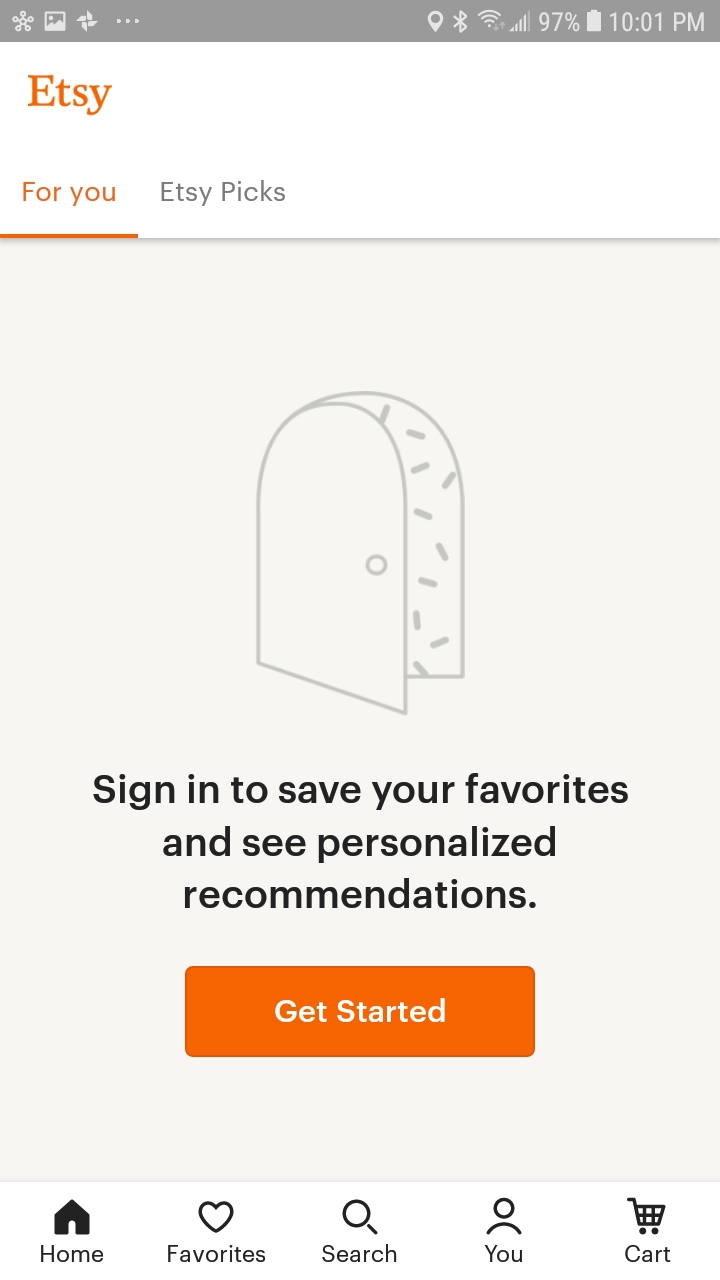 97% 10:01 PM
Etsy
For you Etsy Picks
Sign in to save your favorites
and see personalized
recommendations.
Get Started
Home Favorites Search You Cart